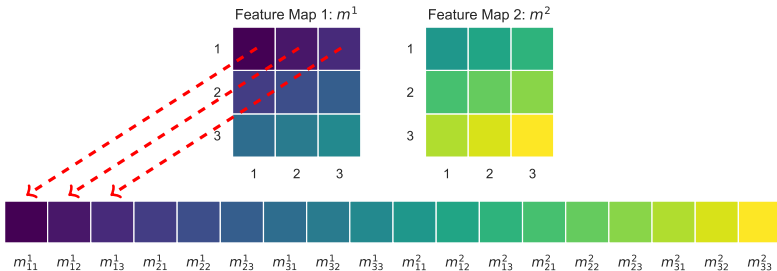 Feature Map 1: m¹ Feature Map 2: m²
1 1
2 2
3 3
1 2 3 1 2 3
m¹₁₁ m¹₁₂ m¹₁₃ m¹₂₁ m¹₂₂ m¹₂₃ m¹₃₁ m¹₃₂ m¹₃₃ m²₁₁ m²₁₂ m²₁₃ m²₂₁ m²₂₂ m²₂₃ m²₃₁ m²₃₂ m²₃₃